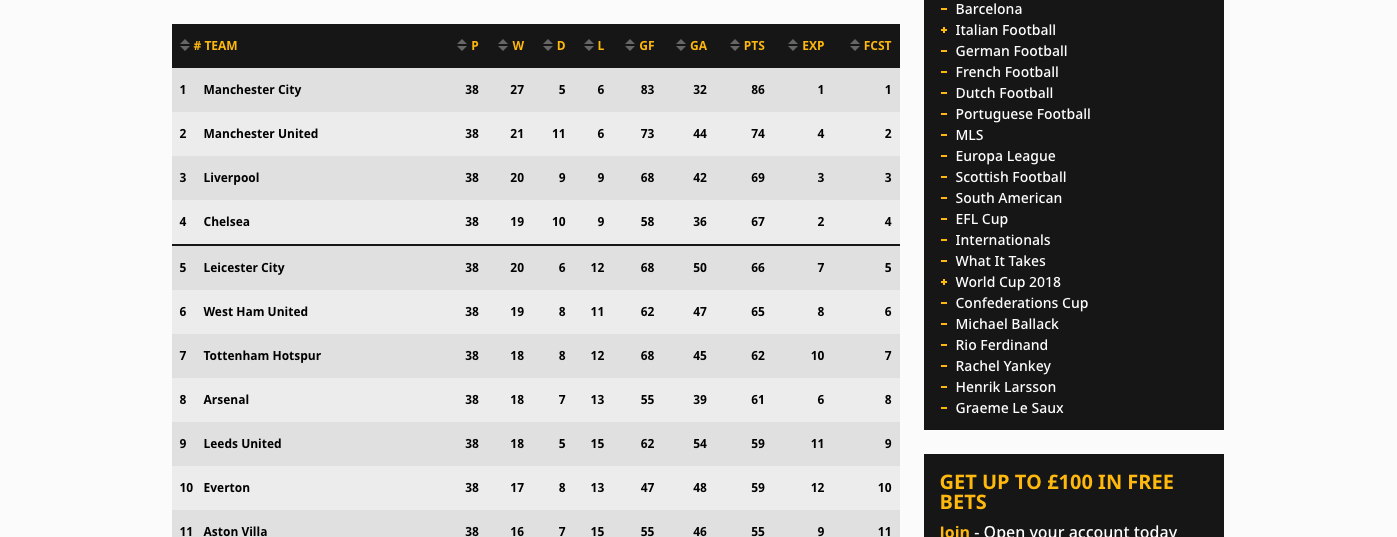 # TEAM P W D L GF GA PTS EXP FCST
1 Manchester City 38 27 5 6 83 32 86 1 1
2 Manchester United 38 21 11 6 73 44 74 4 2
3 Liverpool 38 20 9 9 68 42 69 3 3
4 Chelsea 38 19 10 9 58 36 67 2 4
5 Leicester City 38 20 6 12 68 50 66 7 5
6 West Ham United 38 19 8 11 62 47 65 8 6
7 Tottenham Hotspur 38 18 8 12 68 45 62 10 7
8 Arsenal 38 18 7 13 55 39 61 6 8
9 Leeds United 38 18 5 15 62 54 59 11 9
10 Everton 38 17 8 13 47 48 59 12 10
11 Aston Villa 38 16 7 15 55 46 55 9 11
– Barcelona
+ Italian Football
– German Football
– French Football
– Dutch Football
– Portuguese Football
– MLS
– Europa League
– Scottish Football
– South American
– EFL Cup
– Internationals
– What It Takes
+ World Cup 2018
– Confederations Cup
– Michael Ballack
– Rio Ferdinand
– Rachel Yankey
– Henrik Larsson
– Graeme Le Saux
GET UP TO £100 IN FREE
BETS
Join - Open your account today